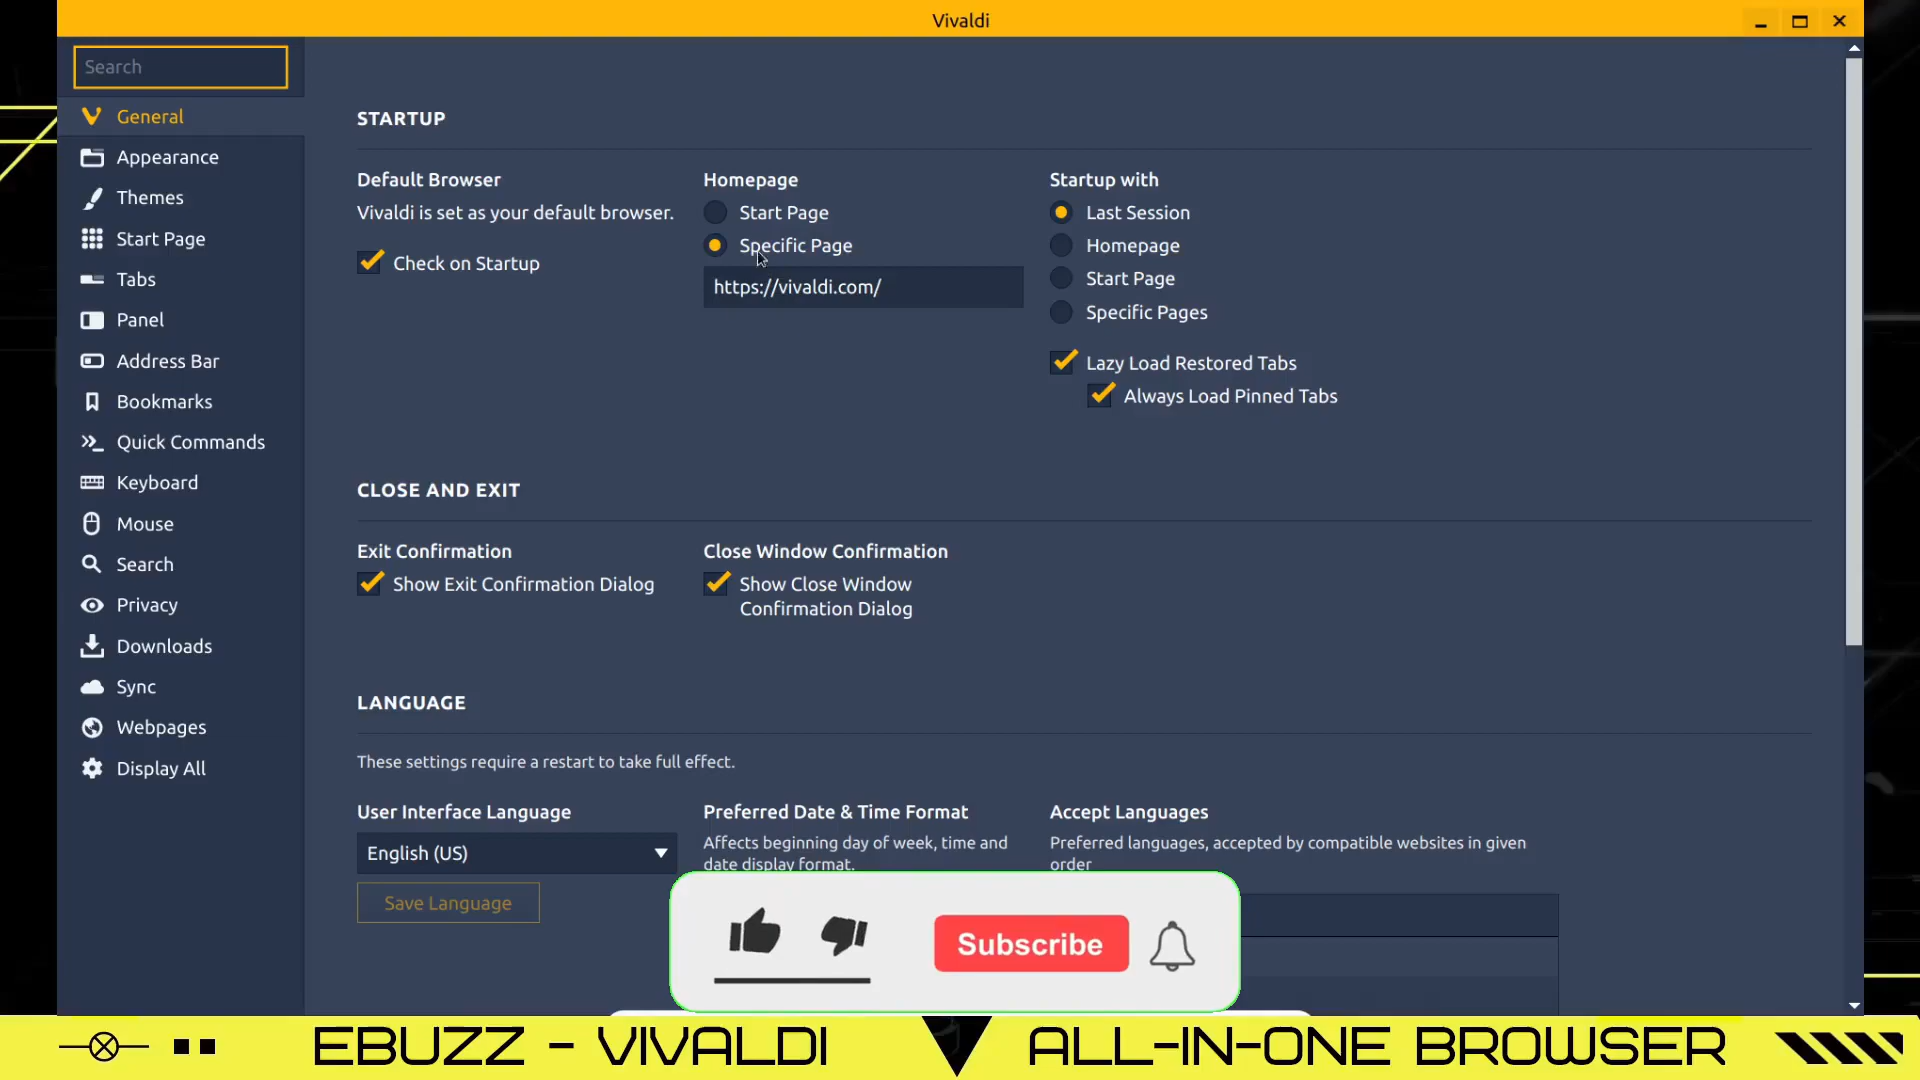 Vivaldi
Search
General
Appearance
Themes
Start Page
Tabs
Panel
Address Bar
Bookmarks
Quick Commands
Keyboard
Mouse
Search
Privacy
Downloads
Sync
Webpages
Display All
STARTUP
Default Browser
Vivaldi is set as your default browser.
Check on Startup
Homepage
Start Page
Specific Page
https://vivaldi.com/
Startup with
Last Session
Homepage
Start Page
Specific Pages
Lazy Load Restored Tabs
Always Load Pinned Tabs
CLOSE AND EXIT
Exit Confirmation
Show Exit Confirmation Dialog
Close Window Confirmation
Show Close Window
Confirmation Dialog
LANGUAGE
These settings require a restart to take full effect.
User Interface Language
English (US)
Save Language
Preferred Date & Time Format
Affects beginning day of week, time and
date display format.
Accept Languages
Preferred languages, accepted by compatible websites in given
order
Subscribe
EBUZZ - VIVALDI
ALL-IN-ONE BROWSER